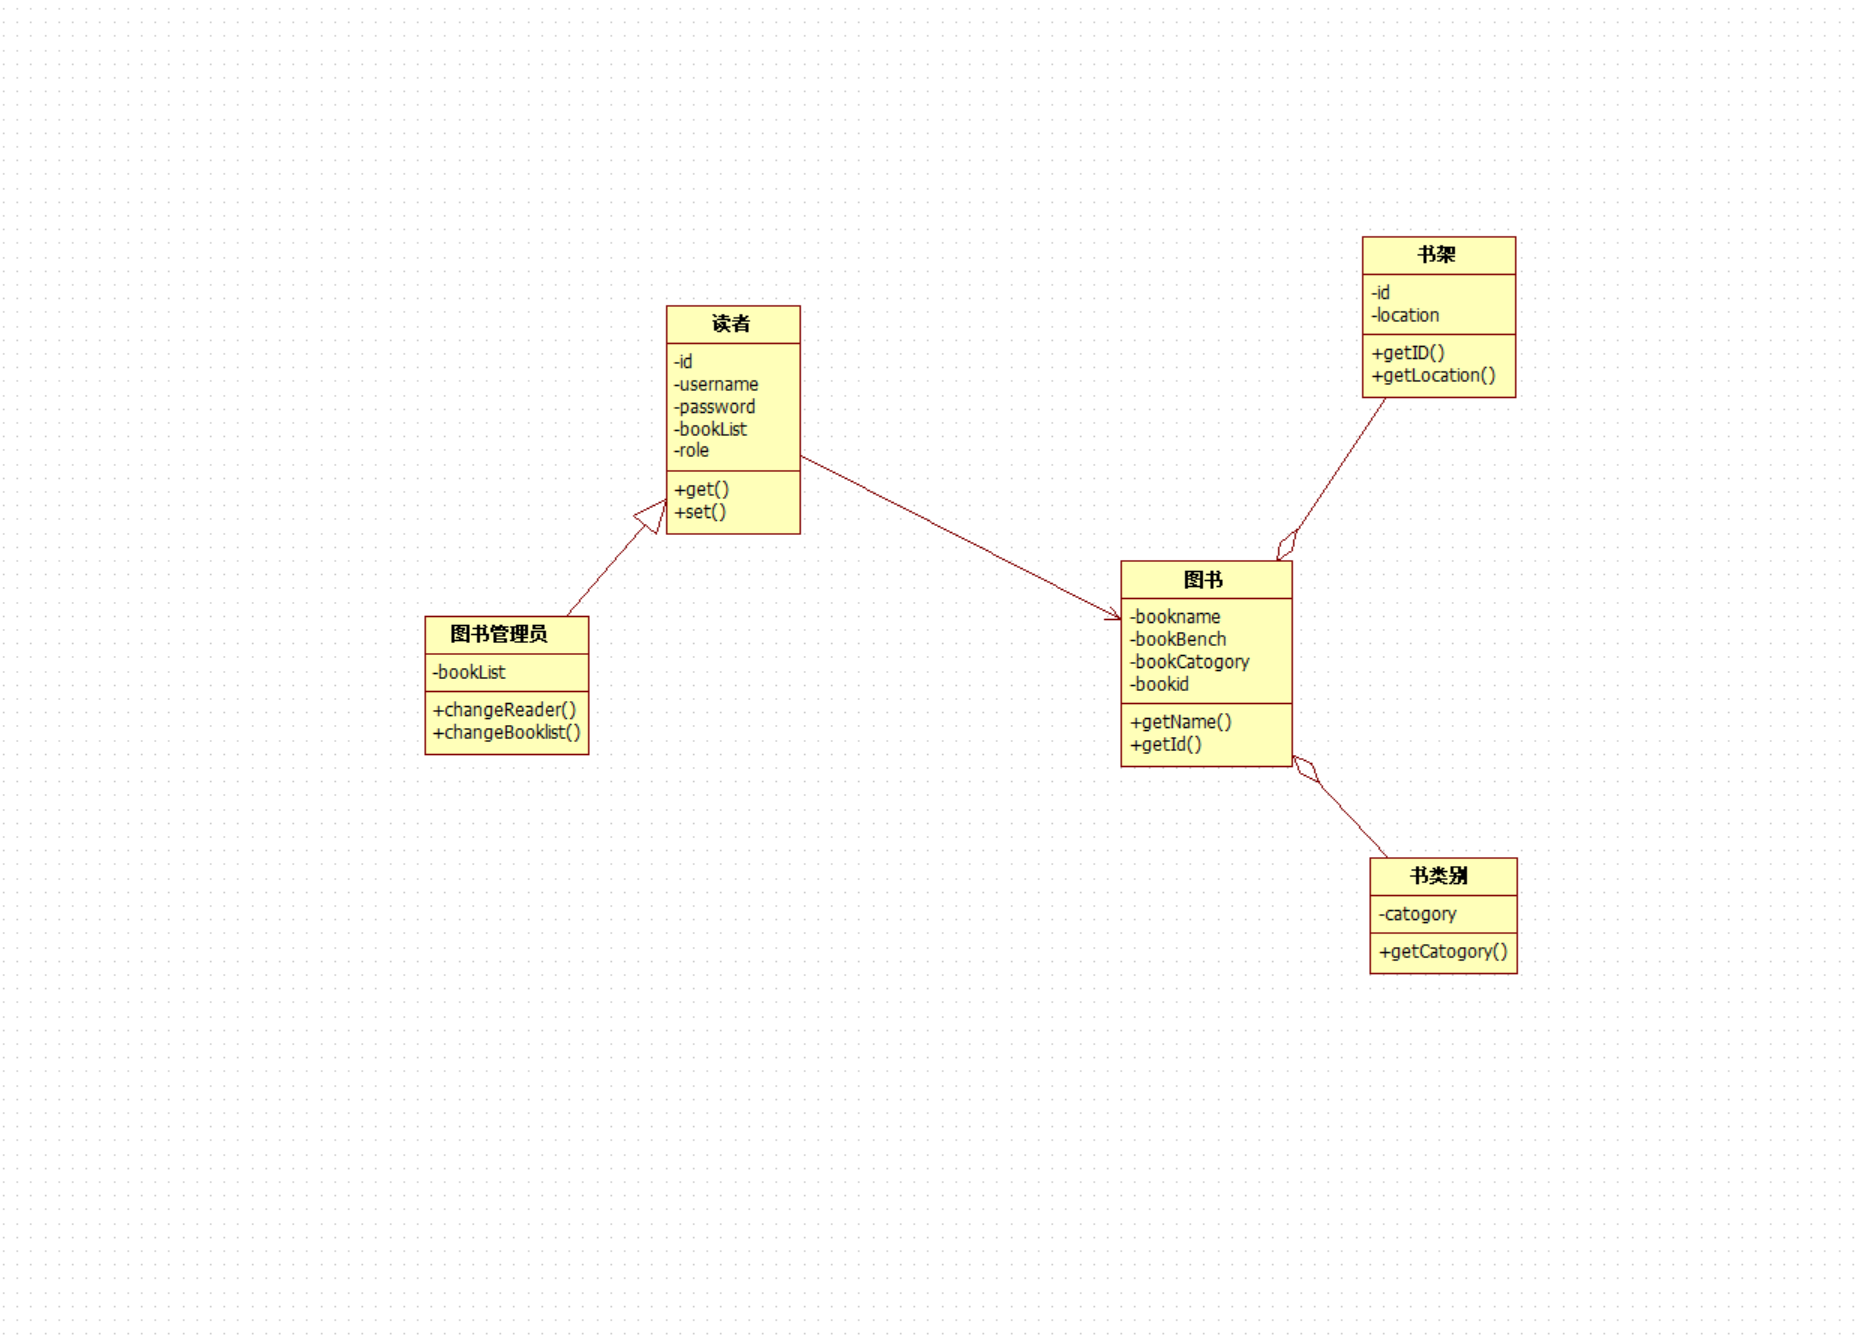 书架
-id
-location
+getID()
+getLocation()
读者
-id
-username
-password
-bookList
-role
+get()
+set()
图书
-bookname
-bookBench
-bookCatogory
-bookid
+getName()
+getId()
图书管理员
-bookList
+changeReader()
+changeBooklist()
书类别
-catogory
+getCatogory()